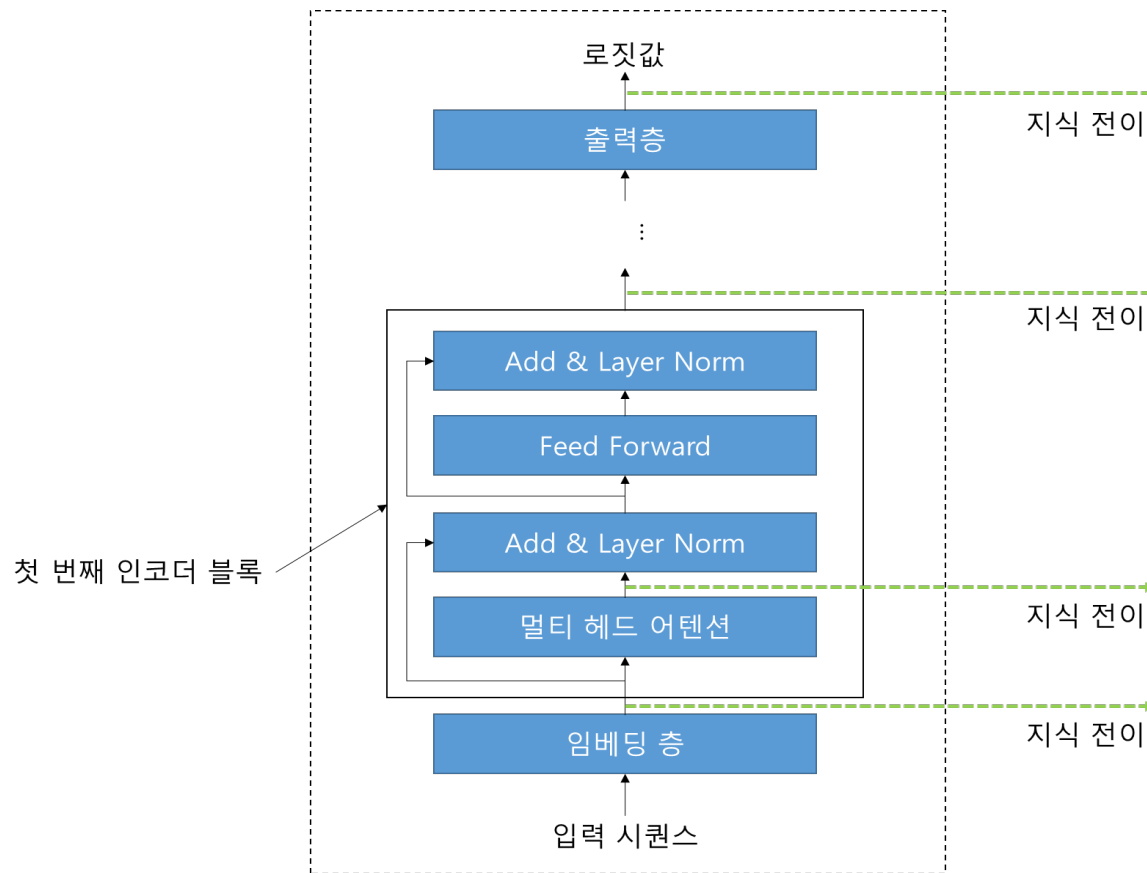 로짓값
지식 전이
출력층
⋮
지식 전이
Add & Layer Norm
Feed Forward
Add & Layer Norm
첫 번째 인코더 블록
멀티 헤드 어텐션
지식 전이
임베딩 층
지식 전이
입력 시퀀스